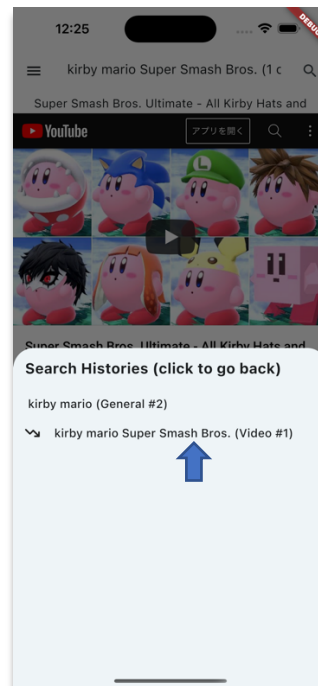 12:25
DEBUG
kirby mario Super Smash Bros. (1 c
Super Smash Bros. Ultimate - All Kirby Hats and
YouTube
アプリを開く
Super Smash Bros. Ultimate - All Kirby Hats and
Search Histories (click to go back)
kirby mario (General #2)
kirby mario Super Smash Bros. (Video #1)